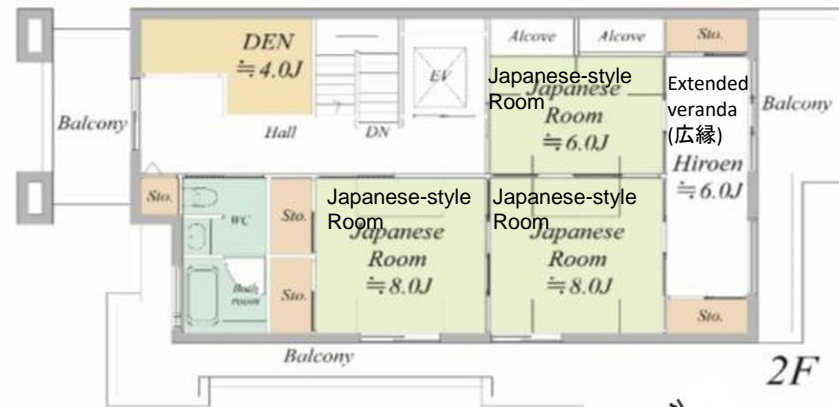 DEN
≒4.0J
Alcove
Alcove
Sto.
EV
Japanese-style
Room
Japanese
Room
≒6.0J
Extended
veranda
(広縁)
Hiroen
≒6.0J
Balcony
Balcony
Hall
DN
Sto.
WC
Sto.
Japanese-style
Room
Japanese
Room
≒8.0J
Japanese-style
Room
Japanese
Room
≒8.0J
Bath
room
Sto.
Sto.
Balcony
2F